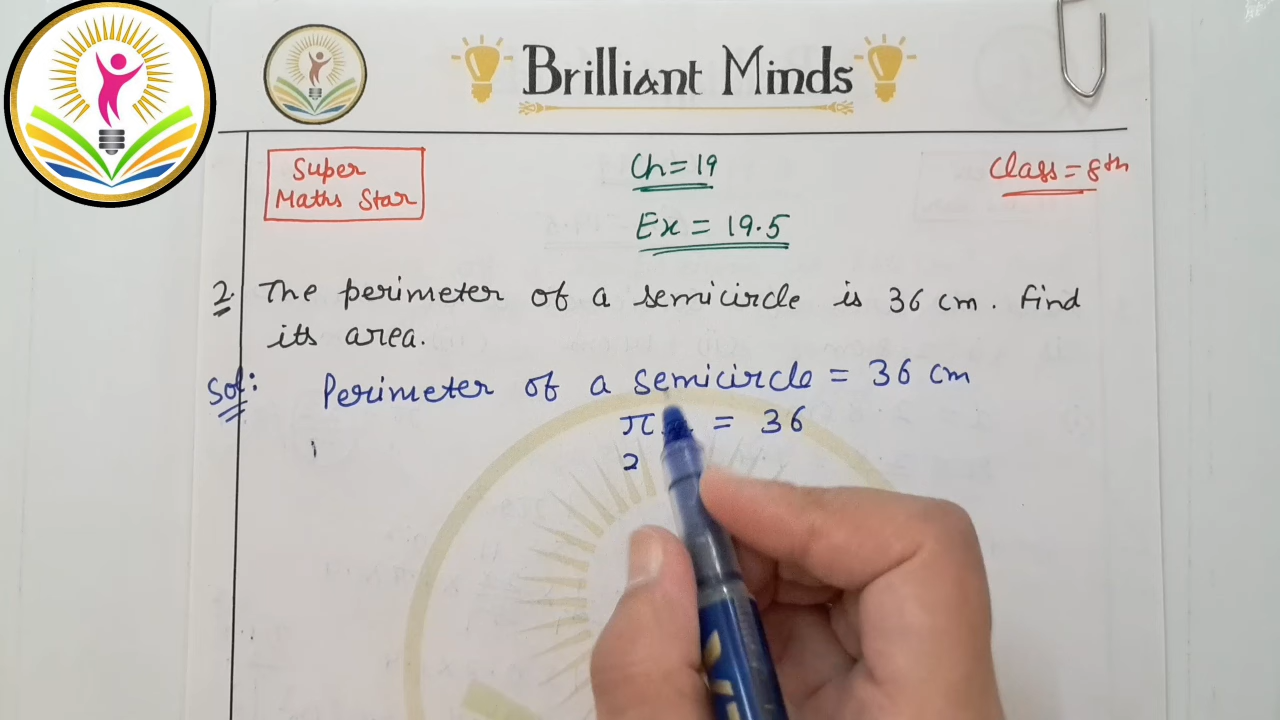 Brilliant Minds
Super
Maths Star
Ch = 19
Class = 8th
Ex = 19.5
2. The perimeter of a semicircle is 36 cm. Find
its area.
Sol: Perimeter of a semicircle = 36 cm
π = 36
2